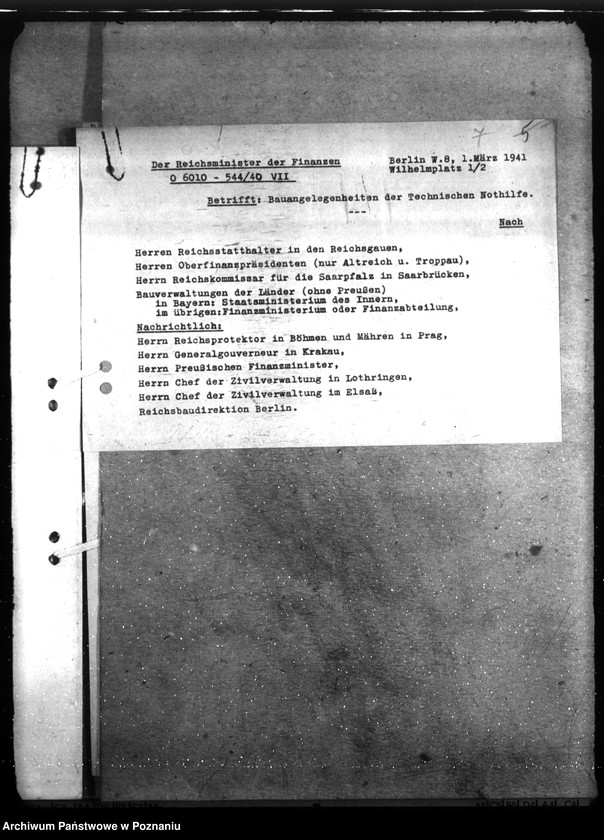 7 5
Der Reichsminister der Finanzen
O 6010 - 544/40 VII
Berlin W.8, 1.März 1941
Wilhelmplatz 1/2
Betrifft: Bauangelegenheiten der Technischen Nothilfe.
---
Nach
Herren Reichsstatthalter in den Reichsgauen,
Herren Oberfinanzpräsidenten (nur Altreich u. Troppau),
Herrn Reichskommissar für die Saarpfalz in Saarbrücken,
Bauverwaltungen der Länder (ohne Preußen)
in Bayern: Staatsministerium des Innern,
im übrigen:Finanzministerium oder Finanzabteilung,
Nachrichtlich:
Herrn Reichsprotektor in Böhmen und Mähren in Prag,
Herrn Generalgouverneur in Krakau,
Herrn Preußischen Finanzminister,
Herrn Chef der Zivilverwaltung in Lothringen,
Herrn Chef der Zivilverwaltung im Elsaß,
Reichsbaudirektion Berlin.
Archiwum Państwowe w Poznaniu